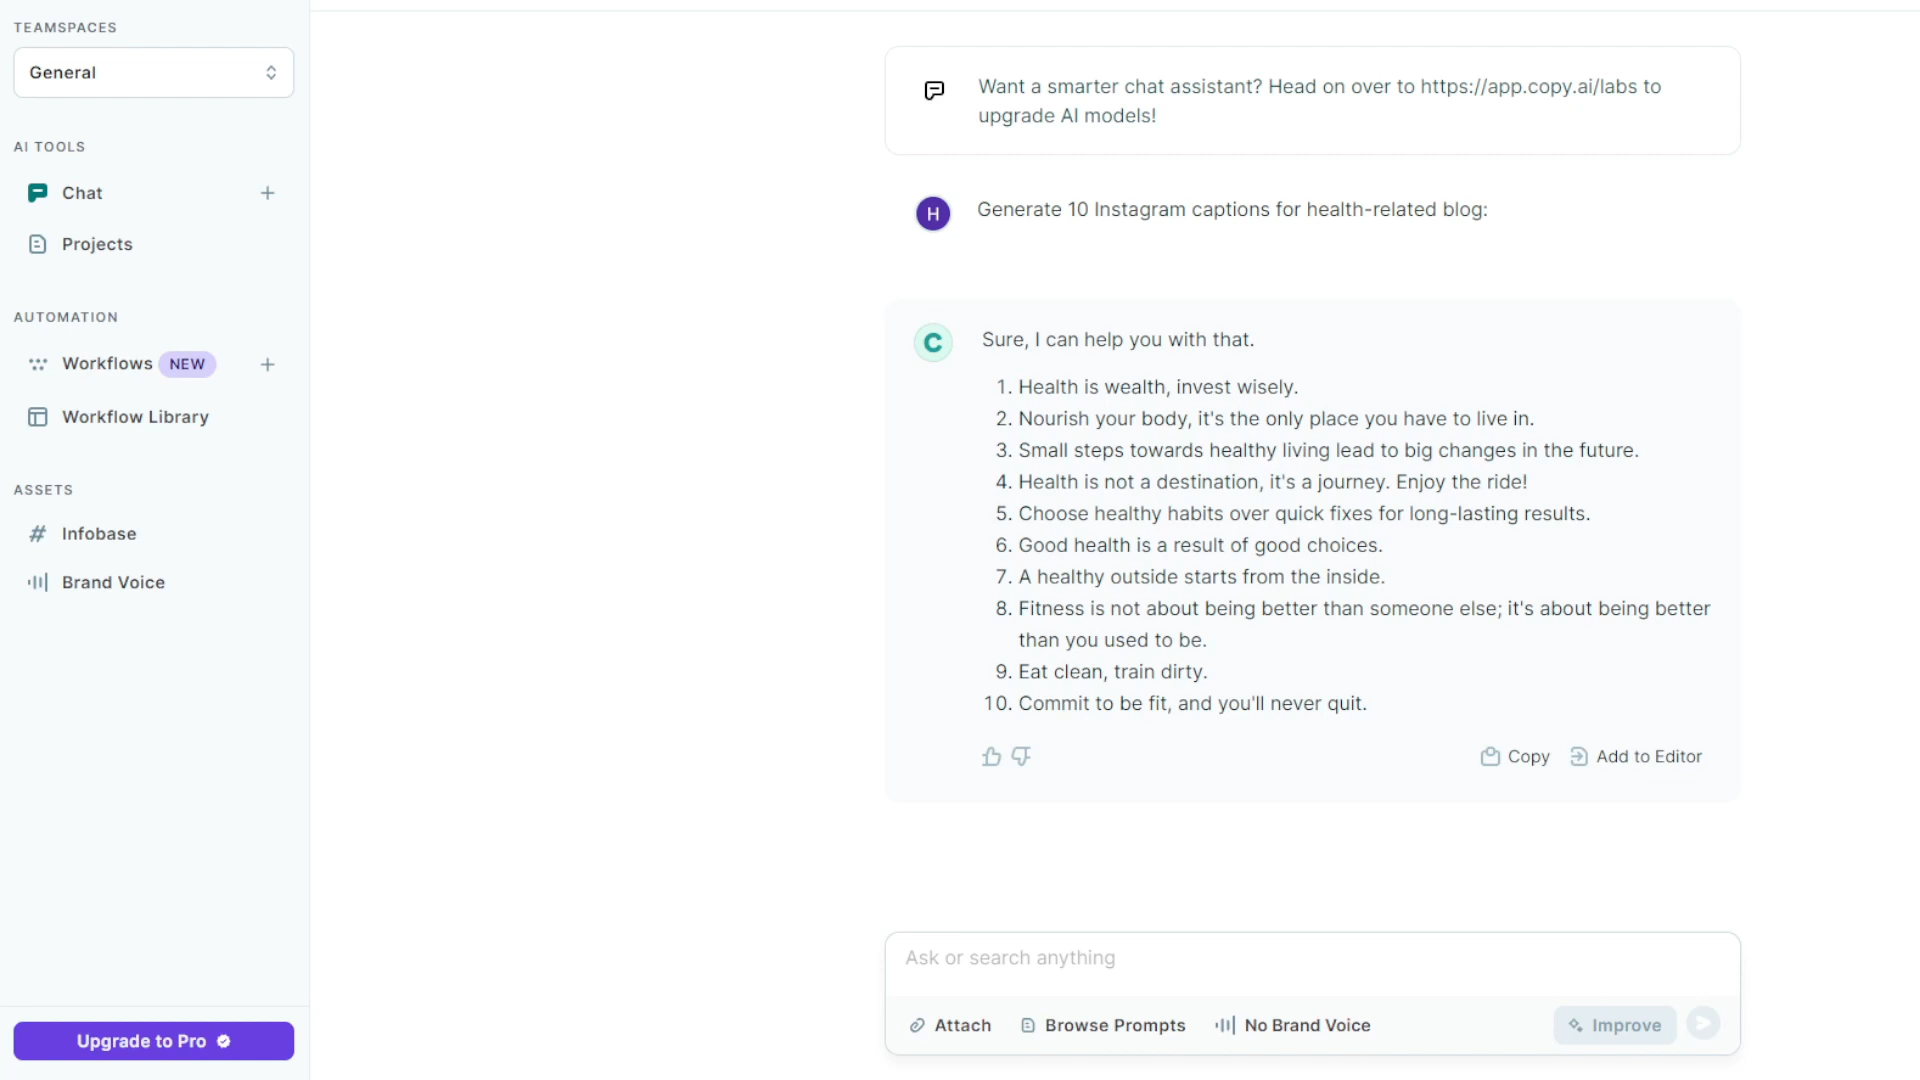 TEAMSPACES
General
AI TOOLS
Chat
Projects
AUTOMATION
Workflows NEW
Workflow Library
ASSETS
Infobase
Brand Voice
Upgrade to Pro
Want a smarter chat assistant? Head on over to https://app.copy.ai/labs to
upgrade AI models!
H
Generate 10 Instagram captions for health-related blog:
C
Sure, I can help you with that.
1. Health is wealth, invest wisely.
2. Nourish your body, it's the only place you have to live in.
3. Small steps towards healthy living lead to big changes in the future.
4. Health is not a destination, it's a journey. Enjoy the ride!
5. Choose healthy habits over quick fixes for long-lasting results.
6. Good health is a result of good choices.
7. A healthy outside starts from the inside.
8. Fitness is not about being better than someone else; it's about being better
than you used to be.
9. Eat clean, train dirty.
10. Commit to be fit, and you'll never quit.
Copy Add to Editor
Ask or search anything
Attach Browse Prompts No Brand Voice Improve